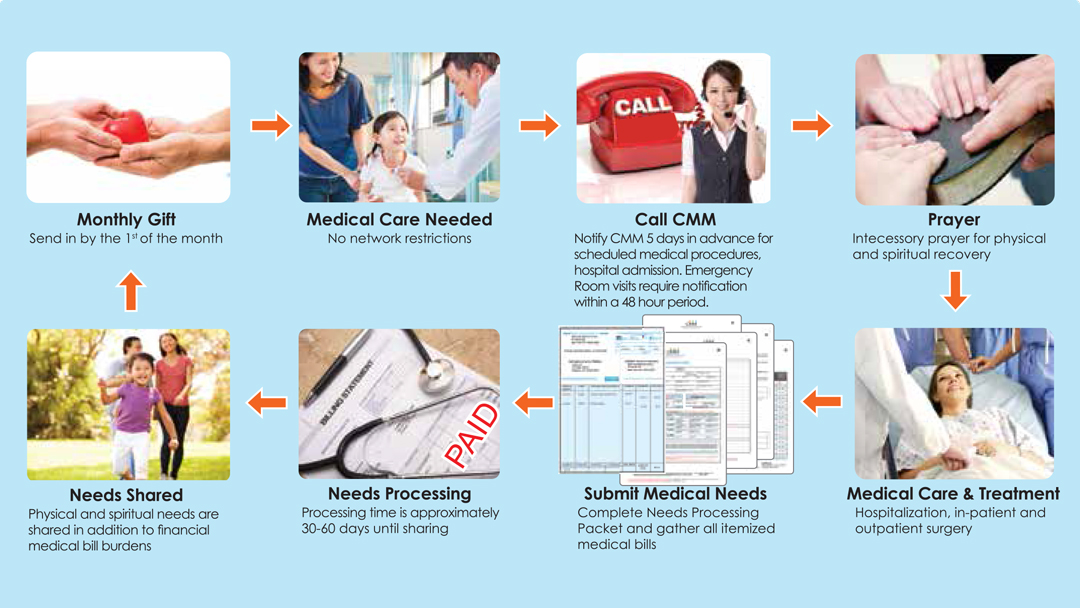 Monthly Gift
Send in by the 1st of the month
Medical Care Needed
No network restrictions
CALL
Call CMM
Notify CMM 5 days in advance for
scheduled medical procedures,
hospital admission. Emergency
Room visits require notification
within a 48 hour period.
Prayer
Intecessory prayer for physical
and spiritual recovery
Medical Care & Treatment
Hospitalization, in-patient and
outpatient surgery
Submit Medical Needs
Complete Needs Processing
Packet and gather all itemized
medical bills
BILLING STATEMENT
PAID
Needs Processing
Processing time is approximately
30-60 days until sharing
Needs Shared
Physical and spiritual needs are
shared in addition to financial
medical bill burdens